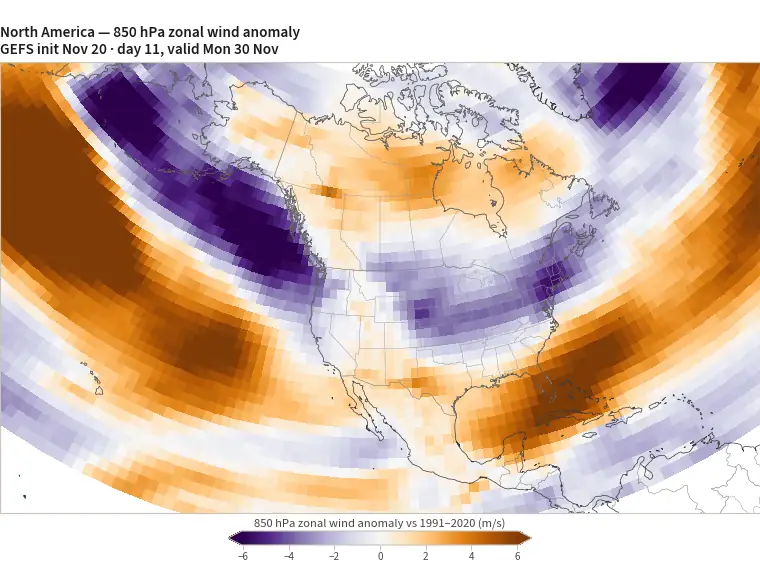 North America — 850 hPa zonal wind anomaly
GEFS init Nov 20 · day 11, valid Mon 30 Nov
850 hPa zonal wind anomaly vs 1991–2020 (m/s)
−6 −4 −2 0 2 4 6